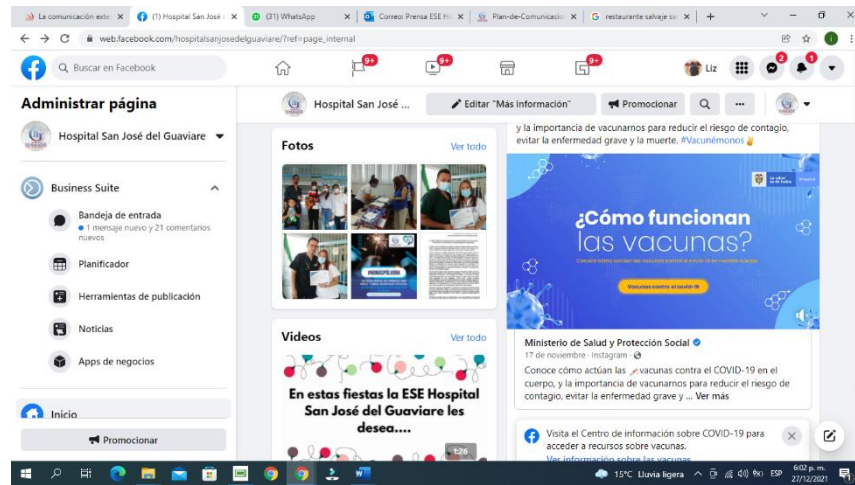 La comunicación exte
(1) Hospital San José
(31) WhatsApp
Correo: Prensa ESE H
Plan-de-Comunicacio
restaurante salvaje sa
web.facebook.com/hospitalsanjosedelguaviare/?ref=page_internal
Buscar en Facebook
9+
9+
9+
Liz
2
1
Administrar página
Hospital San José ...
Editar "Más información"
Promocionar
Hospital San José del Guaviare
Business Suite
Bandeja de entrada
1 mensaje nuevo y 21 comentarios
nuevos
Planificador
Herramientas de publicación
Noticias
Apps de negocios
Inicio
Promocionar
Fotos
Ver todo
Videos
Ver todo
En estas fiestas la ESE Hospital
San José del Guaviare les
desea....
1:26
y la importancia de vacunarnos para reducir el riesgo de contagio,
evitar la enfermedad grave y la muerte. #Vacunémonos
¿Cómo funcionan
las vacunas?
Vacunas contra el covid-19
Ministerio de Salud y Protección Social
17 de noviembre · Instagram ·
Conoce cómo actúan las vacunas contra el COVID-19 en el
cuerpo, y la importancia de vacunarnos para reducir el riesgo de
contagio, evitar la enfermedad grave y ... Ver más
Visita el Centro de información sobre COVID-19 para
acceder a recursos sobre vacunas.
Ver información sobre las vacunas
15°C Lluvia ligera
ESP
6:02 p. m.
27/12/2021